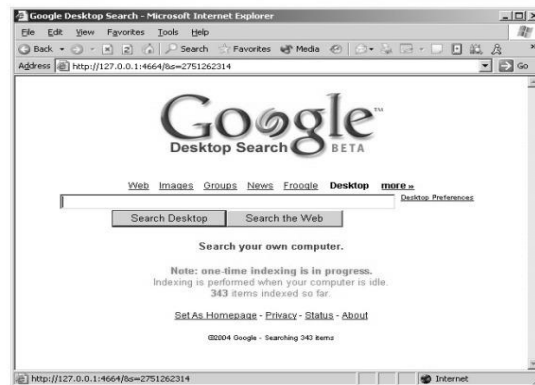 Google Desktop Search - Microsoft Internet Explorer
File Edit View Favorites Tools Help
Back Search Favorites Media
Address http://127.0.0.1:4664/&s=2751262314 Go
Google™
Desktop Search BETA
Web Images Groups News Froogle Desktop more »
Desktop Preferences
Search Desktop Search the Web
Search your own computer.
Note: one-time indexing is in progress.
Indexing is performed when your computer is idle.
343 items indexed so far.
Set As Homepage - Privacy - Status - About
©2004 Google - Searching 343 items
http://127.0.0.1:4664/&s=2751262314 Internet